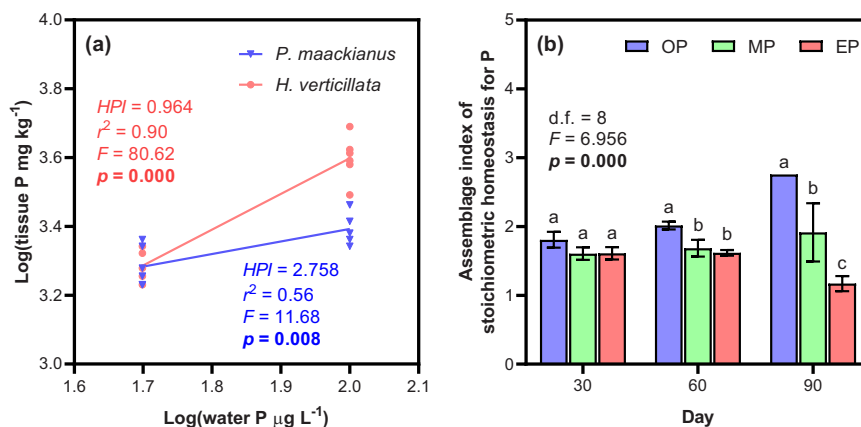 (a)
P. maackianus
H. verticillata
HPI = 0.964
r² = 0.90
F = 80.62
p = 0.000
HPI = 2.758
r² = 0.56
F = 11.68
p = 0.008
Log(tissue P mg kg⁻¹)
4.0
3.8
3.6
3.4
3.2
3.0
1.6 1.7 1.8 1.9 2.0 2.1
Log(water P μg L⁻¹)
(b)
OP MP EP
d.f. = 8
F = 6.956
p = 0.000
Assemblage index of
stoichiometric homeostasis for P
5
4
3
2
1
0
a a a
a b b
a b c
30 60 90
Day